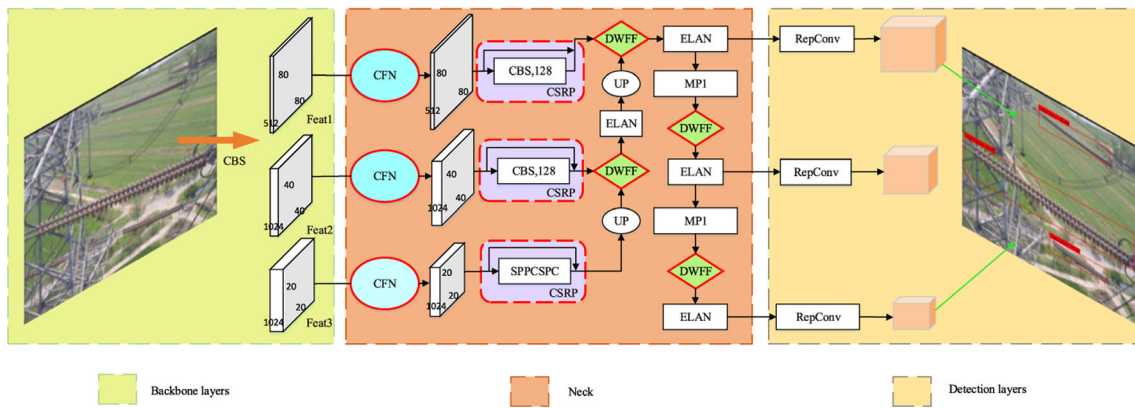 80
80
512
Feat1
CBS
40
40
1024
Feat2
20
20
1024
Feat3
CFN
80
80
512
CBS,128
CSRP
DWFF
UP
ELAN
CFN
40
40
1024
CBS,128
CSRP
DWFF
UP
CFN
20
20
1024
SPPCSPC
CSRP
ELAN
MP1
DWFF
ELAN
MP1
DWFF
ELAN
RepConv
RepConv
RepConv
Backbone layers
Neck
Detection layers